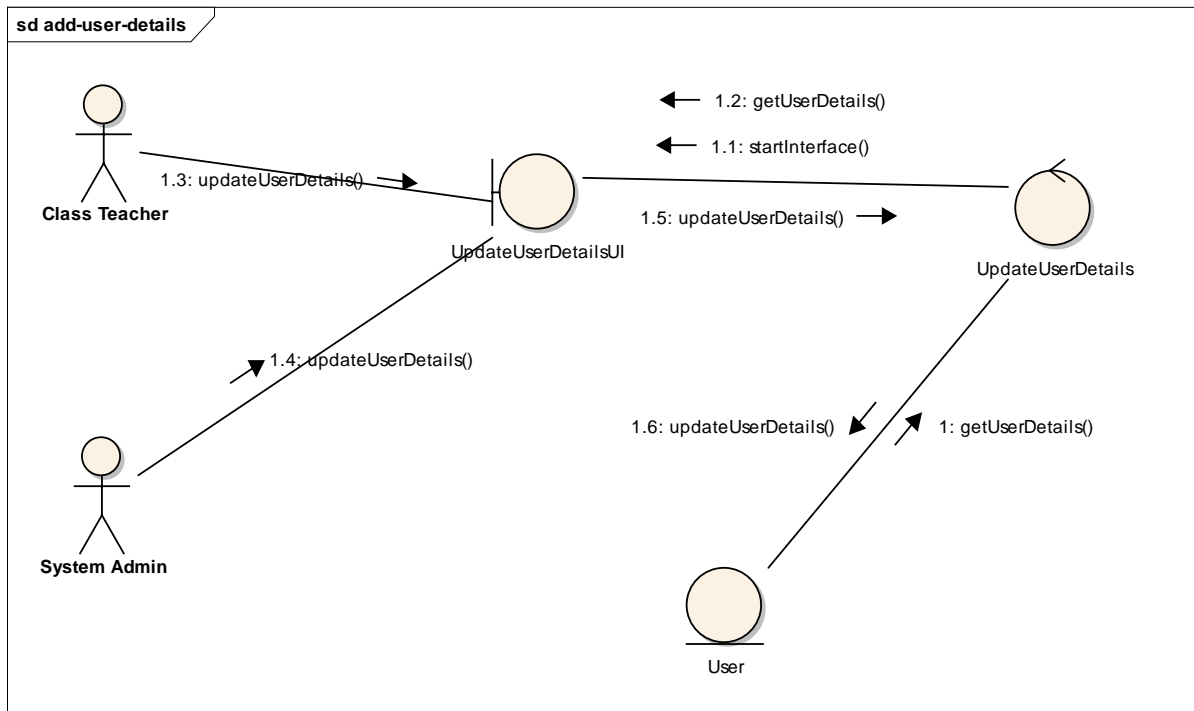 sd add-user-details
1.2: getUserDetails()
1.1: startInterface()
1.3: updateUserDetails()
Class Teacher
1.5: updateUserDetails()
UpdateUserDetailsUI
UpdateUserDetails
1.4: updateUserDetails()
1.6: updateUserDetails()
1: getUserDetails()
System Admin
User